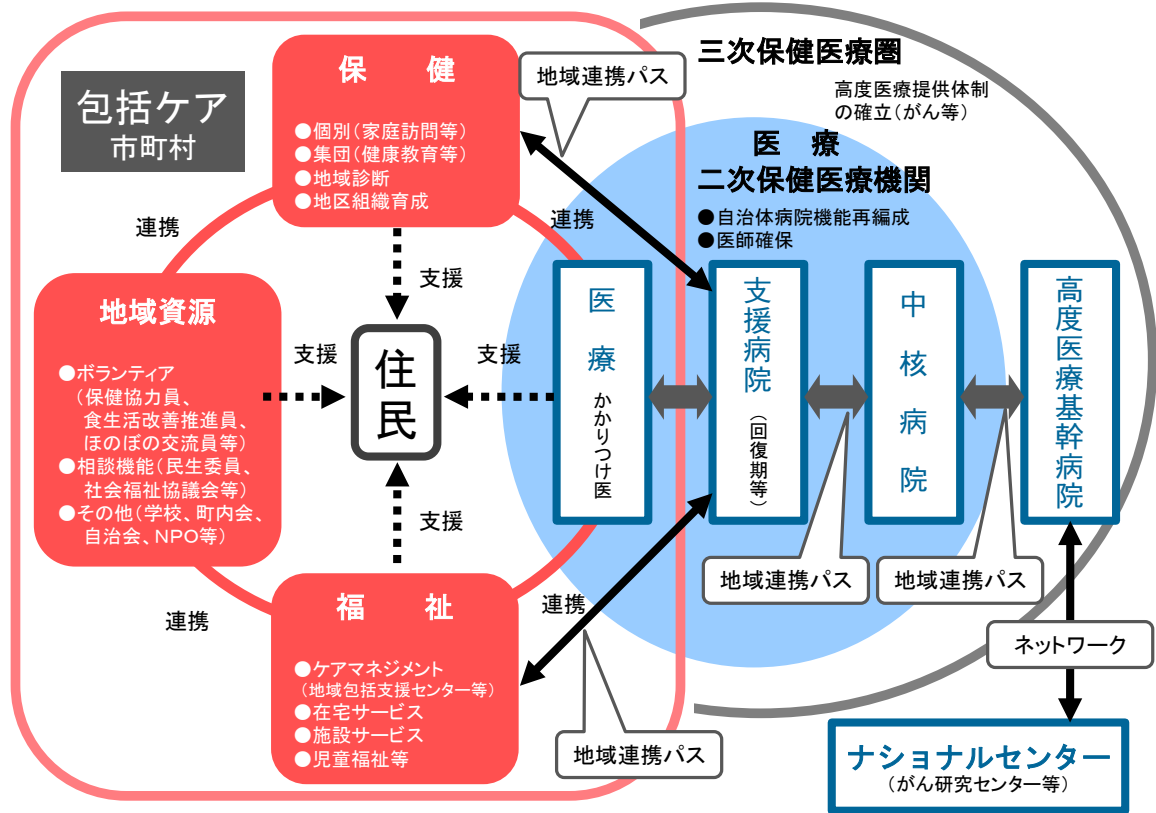 包括ケア
市町村
保　健
●個別（家庭訪問等）
●集団（健康教育等）
●地域診断
●地区組織育成
地域連携パス
三次保健医療圏
高度医療提供体制
の確立（がん等）
医　療
二次保健医療機関
●自治体病院機能再編成
●医師確保
連携
連携
支援
地域資源
●ボランティア
（保健協力員、
食生活改善推進員、
ほのぼの交流員等）
●相談機能（民生委員、
社会福祉協議会等）
●その他（学校、町内会、
自治会、NPO等）
支援
住民
支援
医療
かかりつけ医
支援病院
（回復期等）
中核病院
高度医療基幹病院
支援
連携
福　祉
●ケアマネジメント
（地域包括支援センター等）
●在宅サービス
●施設サービス
●児童福祉等
連携
地域連携パス
地域連携パス
地域連携パス
ネットワーク
ナショナルセンター
（がん研究センター等）